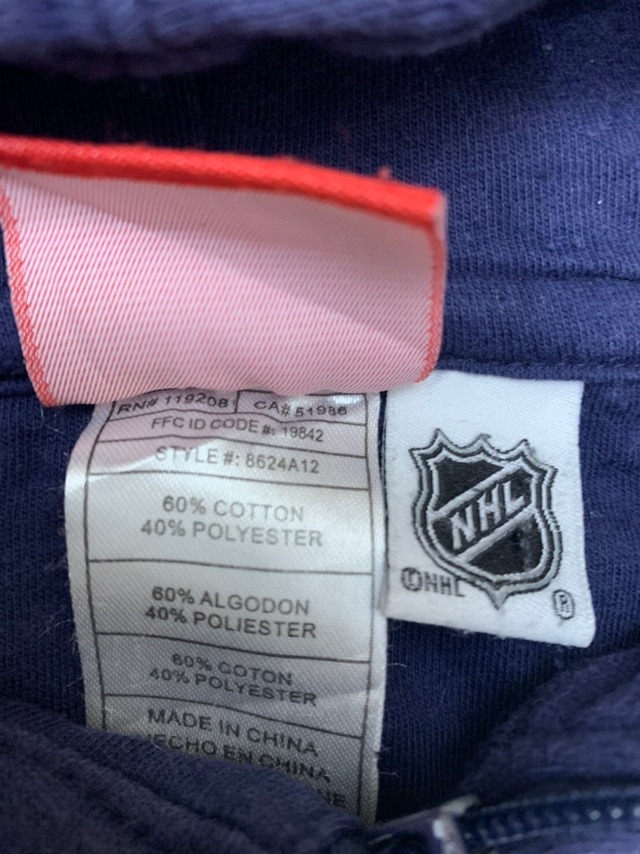 RN# 119208 CA# 51986
FFC ID CODE #: 19842
STYLE #: 8624A12
60% COTTON
40% POLYESTER
60% ALGODON
40% POLIESTER
60% COTON
40% POLYESTER
MADE IN CHINA
HECHO EN CHINA
NHL
©NHL ®